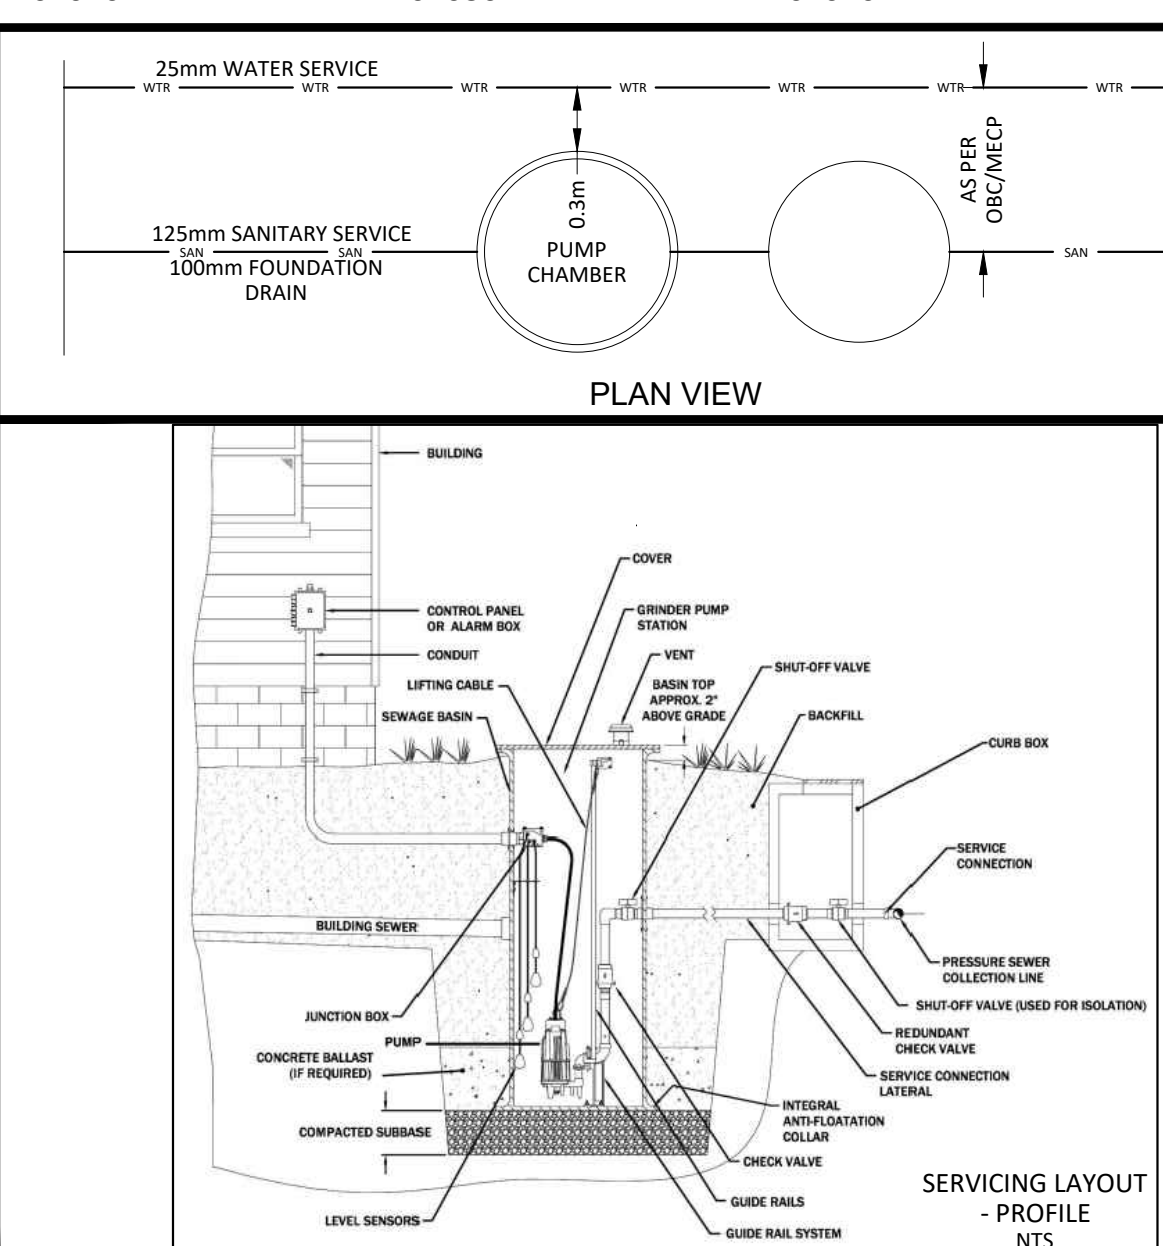 25mm WATER SERVICE
WTR WTR WTR WTR WTR WTR WTR
0.3m
AS PER
OBC/MECP
125mm SANITARY SERVICE
SAN SAN SAN
100mm FOUNDATION
DRAIN
PUMP
CHAMBER
PLAN VIEW
BUILDING
COVER
CONTROL PANEL
OR ALARM BOX
GRINDER PUMP
STATION
CONDUIT
VENT
SHUT-OFF VALVE
LIFTING CABLE
BASIN TOP
APPROX. 2"
ABOVE GRADE
SEWAGE BASIN
BACKFILL
CURB BOX
SERVICE
CONNECTION
BUILDING SEWER
PRESSURE SEWER
COLLECTION LINE
SHUT-OFF VALVE (USED FOR ISOLATION)
JUNCTION BOX
REDUNDANT
CHECK VALVE
PUMP
CONCRETE BALLAST
(IF REQUIRED)
SERVICE CONNECTION
LATERAL
INTEGRAL
ANTI-FLOATATION
COLLAR
COMPACTED SUBBASE
CHECK VALVE
GUIDE RAILS
LEVEL SENSORS
GUIDE RAIL SYSTEM
SERVICING LAYOUT
- PROFILE
NTS